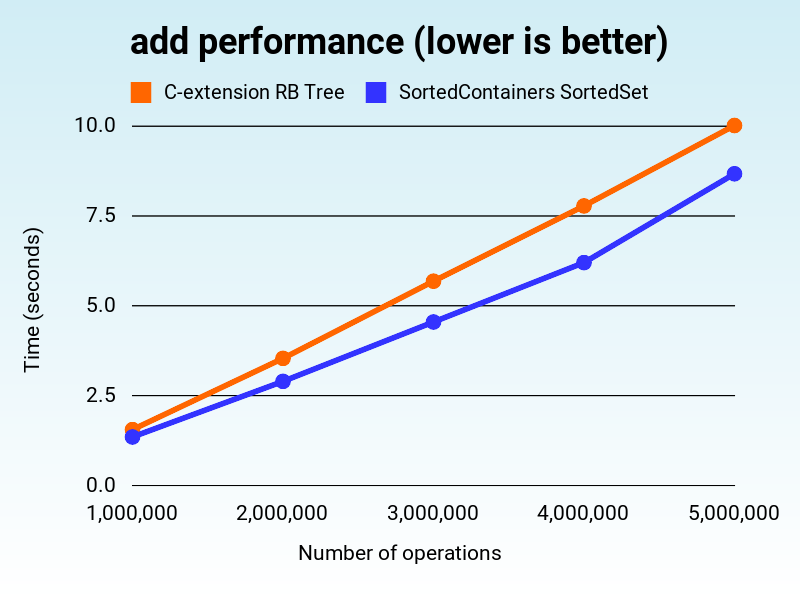 add performance (lower is better)
C-extension RB Tree SortedContainers SortedSet
10.0
7.5
5.0
2.5
0.0
Time (seconds)
1,000,000 2,000,000 3,000,000 4,000,000 5,000,000
Number of operations